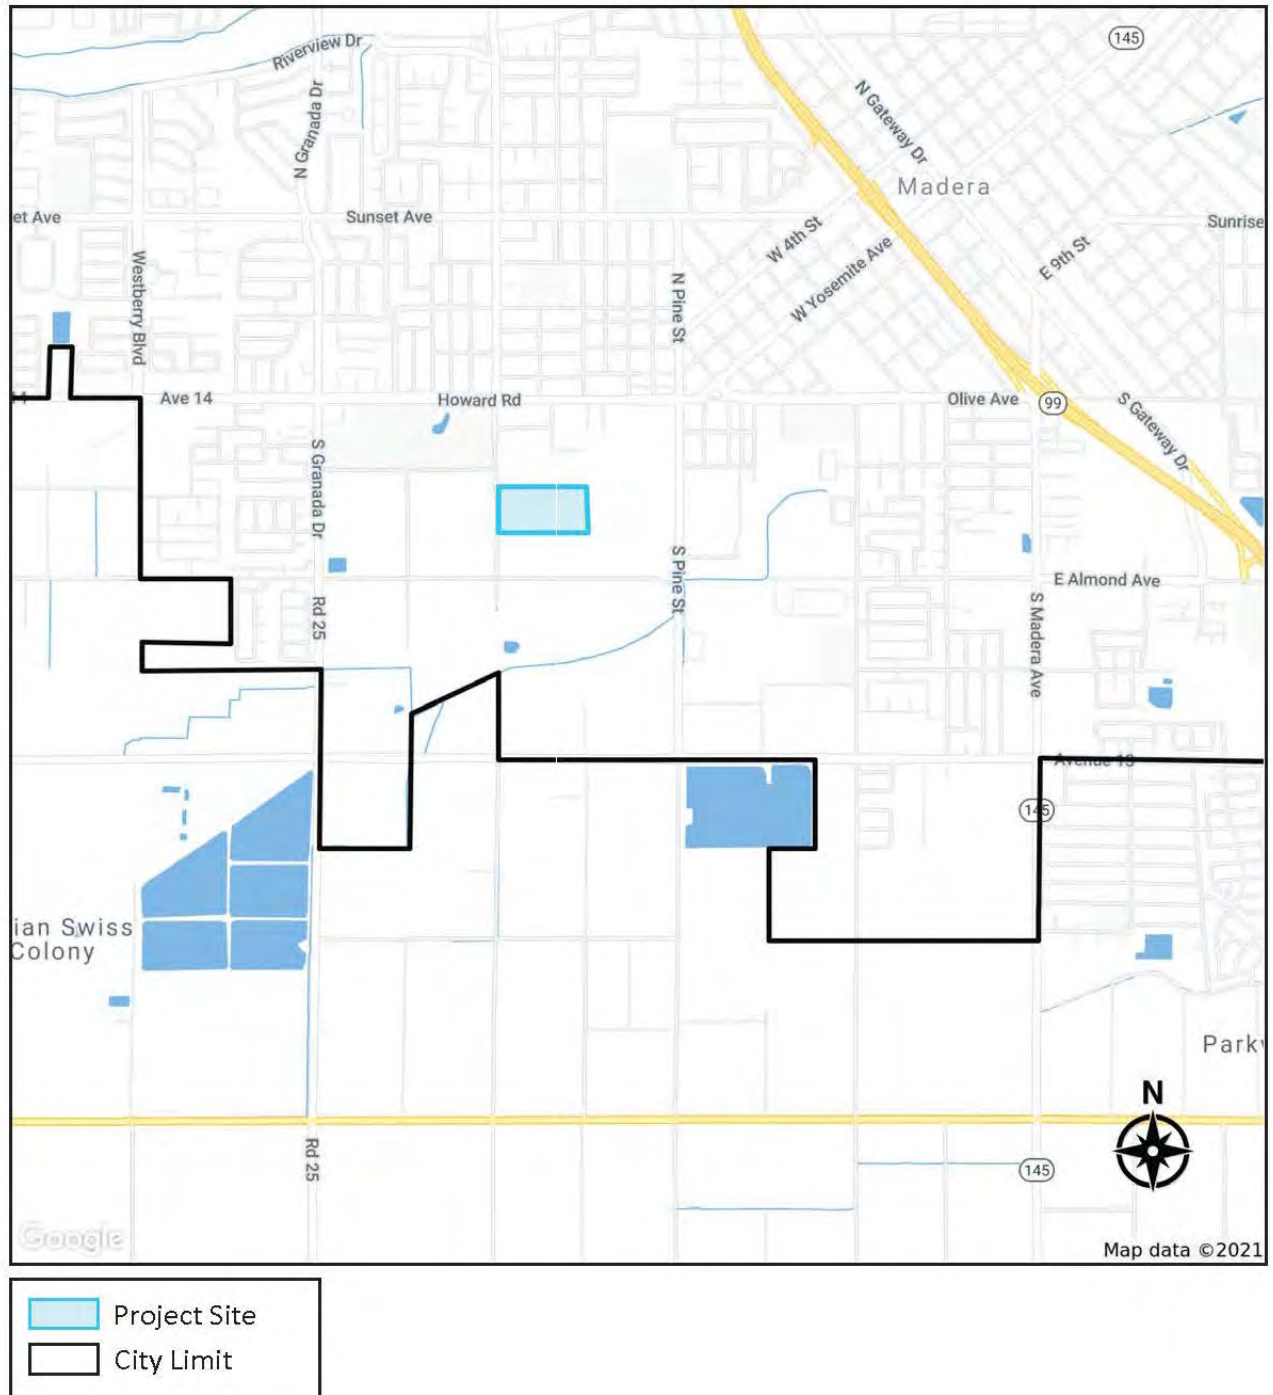 145
Riverview Dr
N Granada Dr
N Gateway Dr
Madera
et Ave
Sunset Ave
Sunrise
W 4th St
E 9th St
W Yosemite Ave
Westberry Blvd
N Pine St
Ave 14
Howard Rd
Olive Ave
99
S Gateway Dr
S Granada Dr
S Pine St
E Almond Ave
Rd 25
S Madera Ave
Avenue 13
145
ian Swiss
Colony
Park
N
Rd 25
145
Google
Map data ©2021
Project Site
City Limit